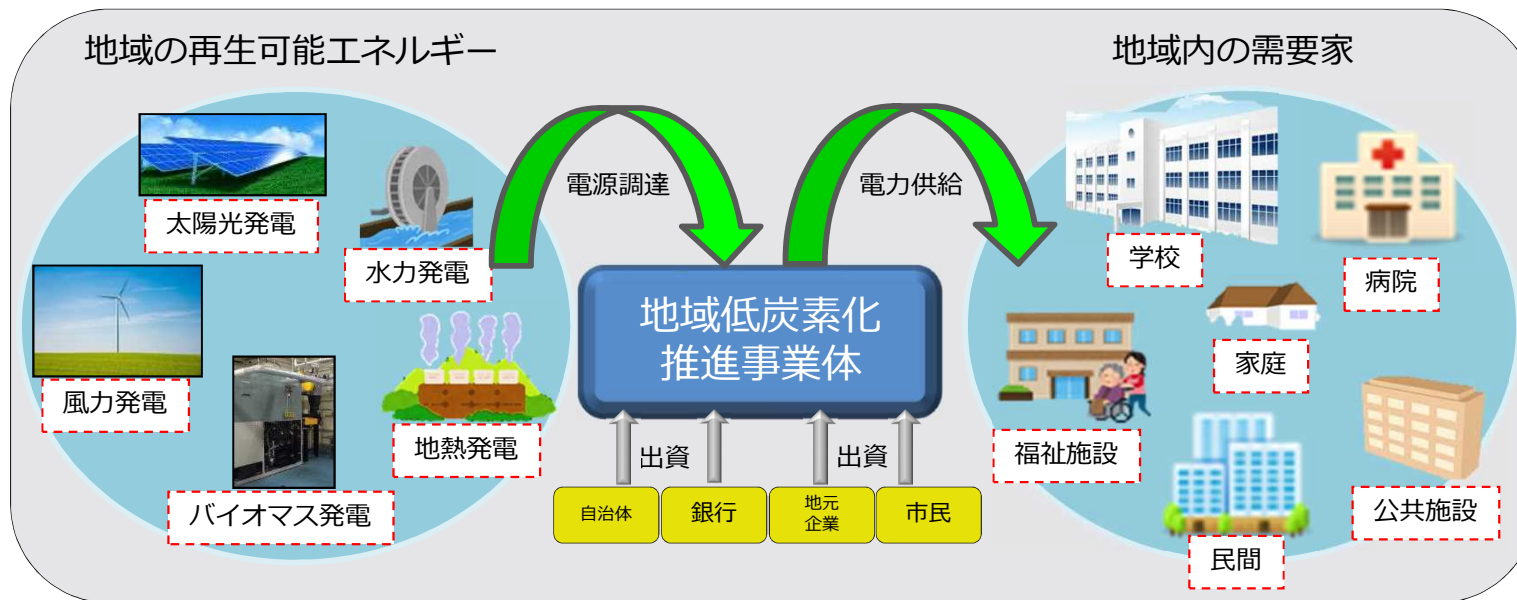 地域の再生可能エネルギー
地域内の需要家
太陽光発電
水力発電
風力発電
バイオマス発電
地熱発電
電源調達
電力供給
地域低炭素化
推進事業体
出資
出資
自治体
銀行
地元
企業
市民
学校
病院
家庭
福祉施設
民間
公共施設